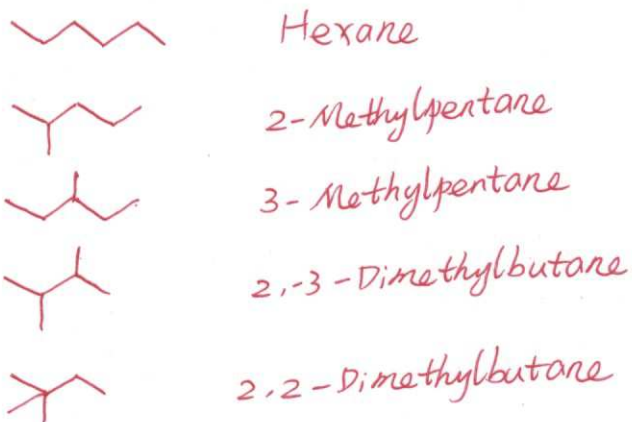 Hexane
2-Methylpentane
3-Methylpentane
2,-3-Dimethylbutane
2,2-Dimethylbutane